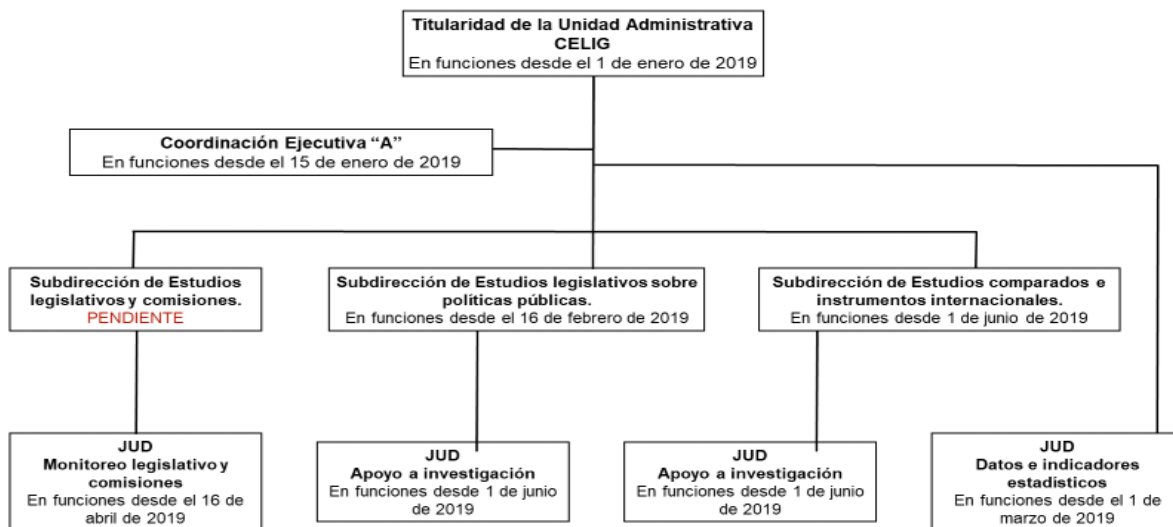 Titularidad de la Unidad Administrativa
CELIG
En funciones desde el 1 de enero de 2019
Coordinación Ejecutiva “A”
En funciones desde el 15 de enero de 2019
Subdirección de Estudios
legislativos y comisiones.
PENDIENTE
Subdirección de Estudios legislativos sobre
políticas públicas.
En funciones desde el 16 de febrero de 2019
Subdirección de Estudios comparados e
instrumentos internacionales.
En funciones desde 1 de junio de 2019
JUD
Monitoreo legislativo y
comisiones
En funciones desde el 16 de
abril de 2019
JUD
Apoyo a investigación
En funciones desde 1 de junio
de 2019
JUD
Apoyo a investigación
En funciones desde 1 de junio
de 2019
JUD
Datos e indicadores
estadísticos
En funciones desde el 1 de
marzo de 2019